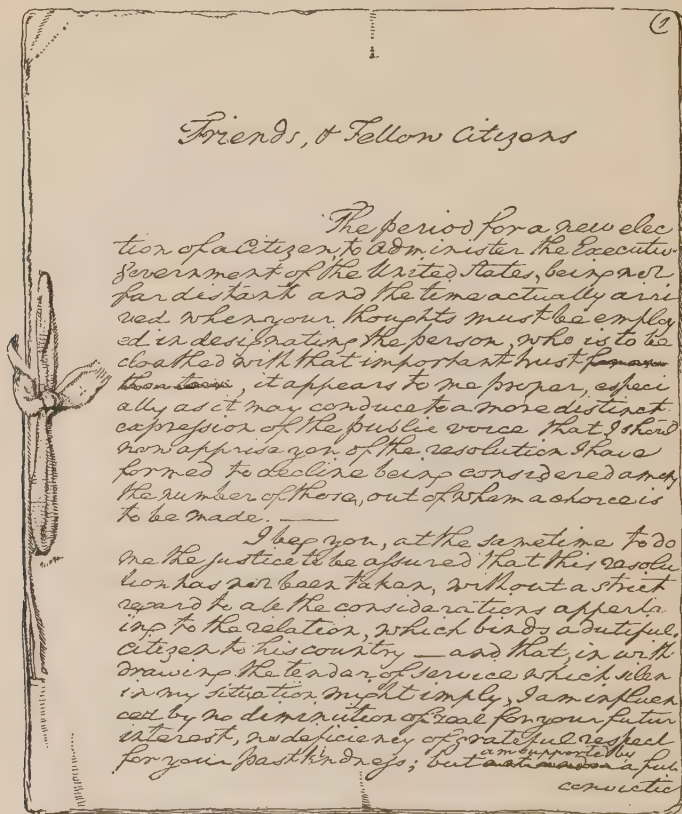 1
Friends, & Fellow Citizens
The period for a new elec
tion of a Citizen, to administer the Executive
government of the United States, being not
far distant and the time actually arri
ved when your thoughts must be employ
ed in designating the person, who is to be
cloathed with that important trust
, it appears to me proper, especi
ally as it may conduce to a more distinct
expression of the public voice that I should
now apprise you of the resolution I have
formed to decline being considered among
the number of those, out of whom a choice is
to be made. —
I beg you, at the same time to do
me the justice to be assured that this resolu
tion has not been taken, without a strict
regard to all the considerations apperta
ing to the relation, which binds a dutiful
Citizen to his country — and that, in with
drawing the tender of service which silen
in my situation might imply, I am influen
ced by no diminution of zeal for your futur
interest, no deficiency of grateful respect
for your past kindness; but am supported by a full
convictio